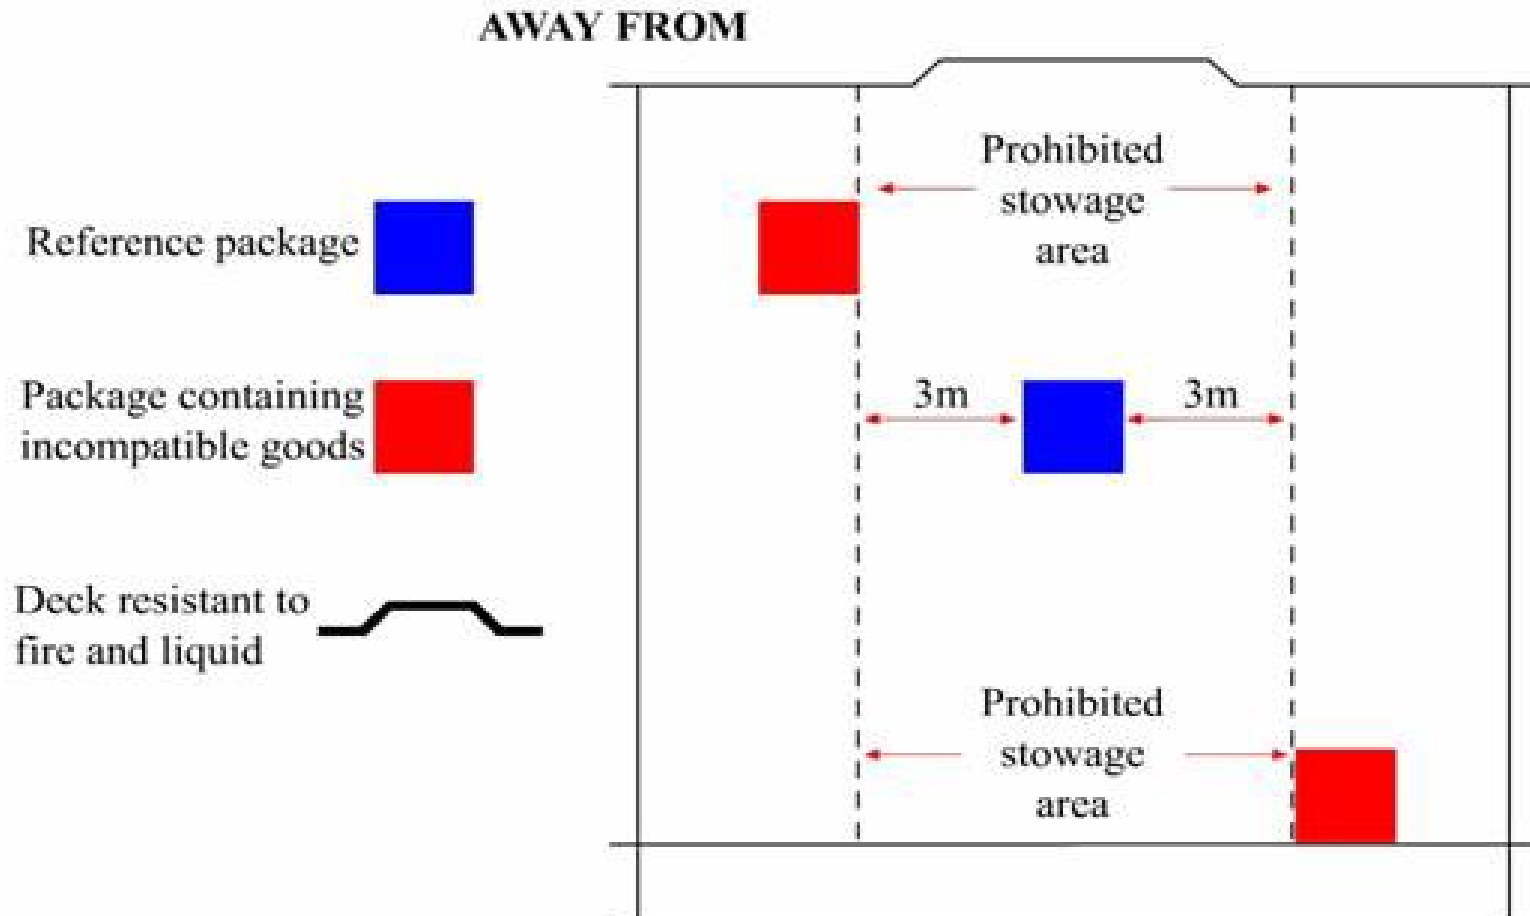 AWAY FROM
Prohibited
stowage
area
Reference package
3m
3m
Package containing
incompatible goods
Deck resistant to
fire and liquid
Prohibited
stowage
area